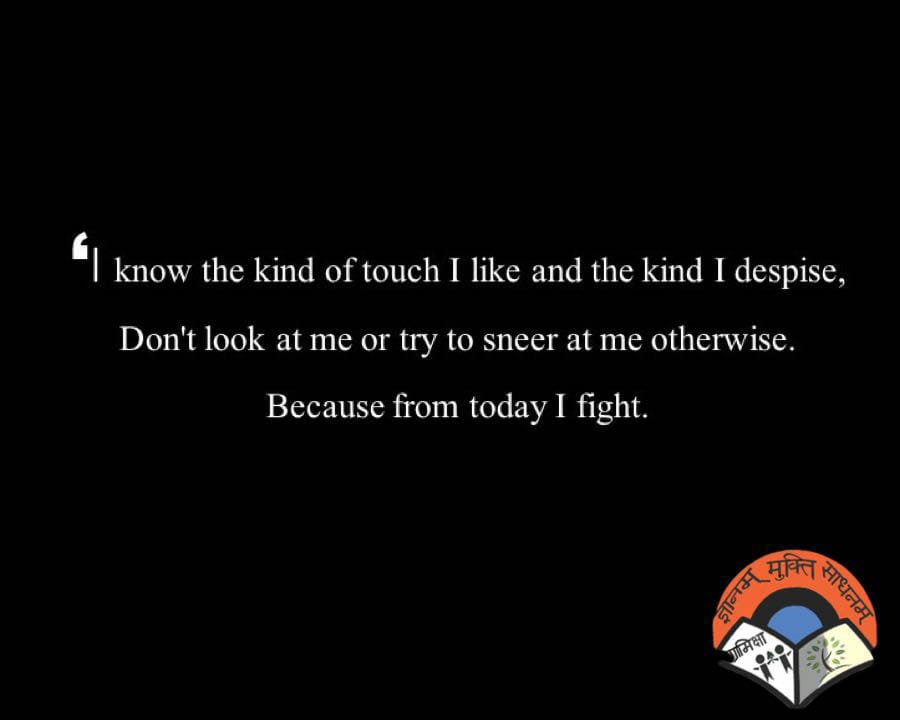 ‘I know the kind of touch I like and the kind I despise,
Don't look at me or try to sneer at me otherwise.
Because from today I fight.
ज्ञानम् मुक्ति साधनम्